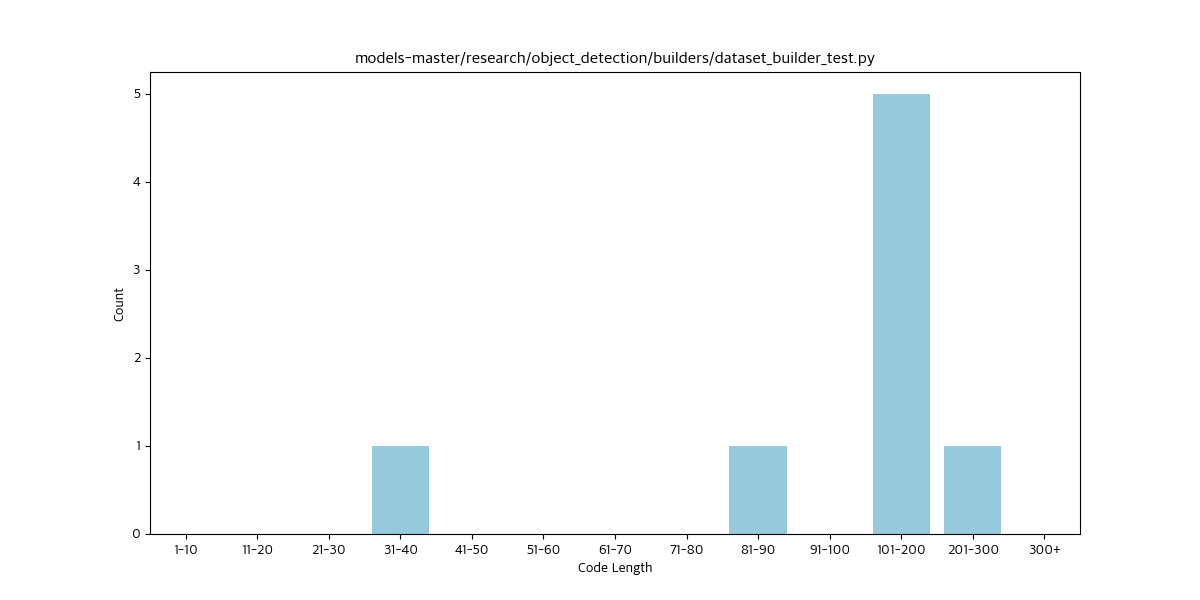 models-master/research/object_detection/builders/dataset_builder_test.py
5
4
3
2
1
0
Count
1-10 11-20 21-30 31-40 41-50 51-60 61-70 71-80 81-90 91-100 101-200 201-300 300+
Code Length